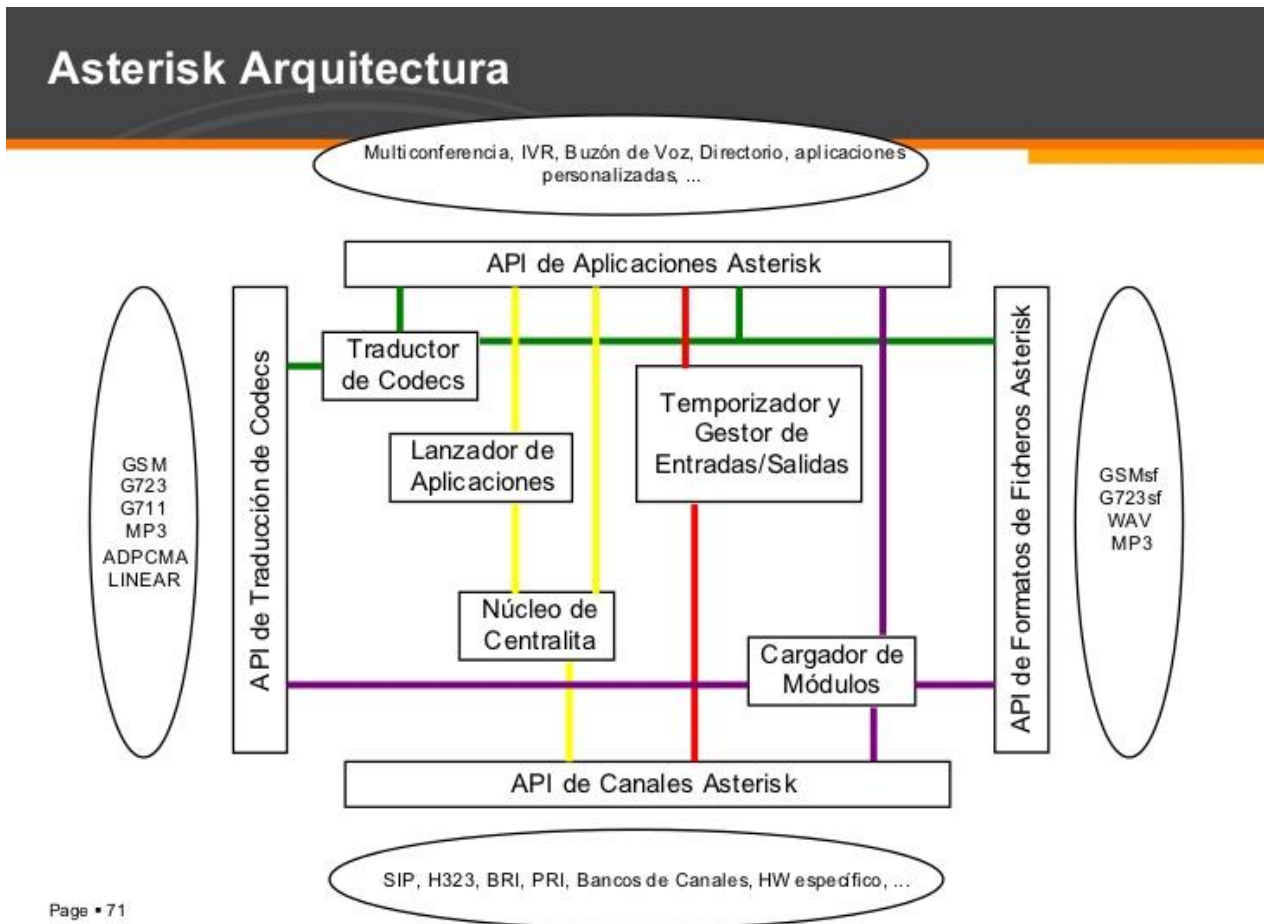 Asterisk Arquitectura
Multiconferencia, IVR, Buzón de Voz, Directorio, aplicaciones
personalizadas, ...
API de Aplicaciones Asterisk
Traductor
de Codecs
Temporizador y
Gestor de
Entradas/Salidas
Lanzador de
Aplicaciones
GSM
G723
G711
MP3
ADPCMA
LINEAR
API de Traducción de Codecs
API de Formatos de Ficheros Asterisk
GSMsf
G723sf
WAV
MP3
Núcleo de
Centralita
Cargador de
Módulos
API de Canales Asterisk
SIP, H323, BRI, PRI, Bancos de Canales, HW específico, ...
Page ▪ 71